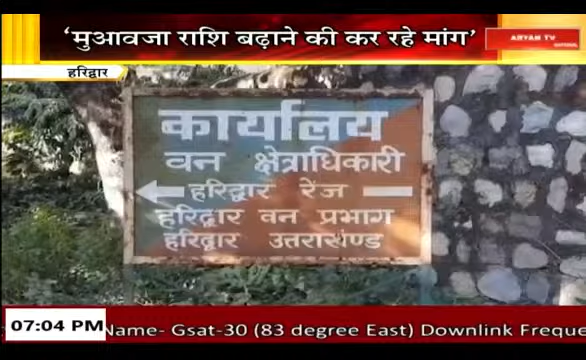 ‘मुआवजा राशि बढ़ाने की कर रहे मांग’
ARYAN TV
NATIONAL
हरिद्वार
कार्यालय
वन क्षेत्राधिकारी
हरिद्वार रेंज
हरिद्वार वन प्रभाग
हरिद्वार उत्तराखण्ड
07:04 PM Name- Gsat-30 (83 degree East) Downlink Freque